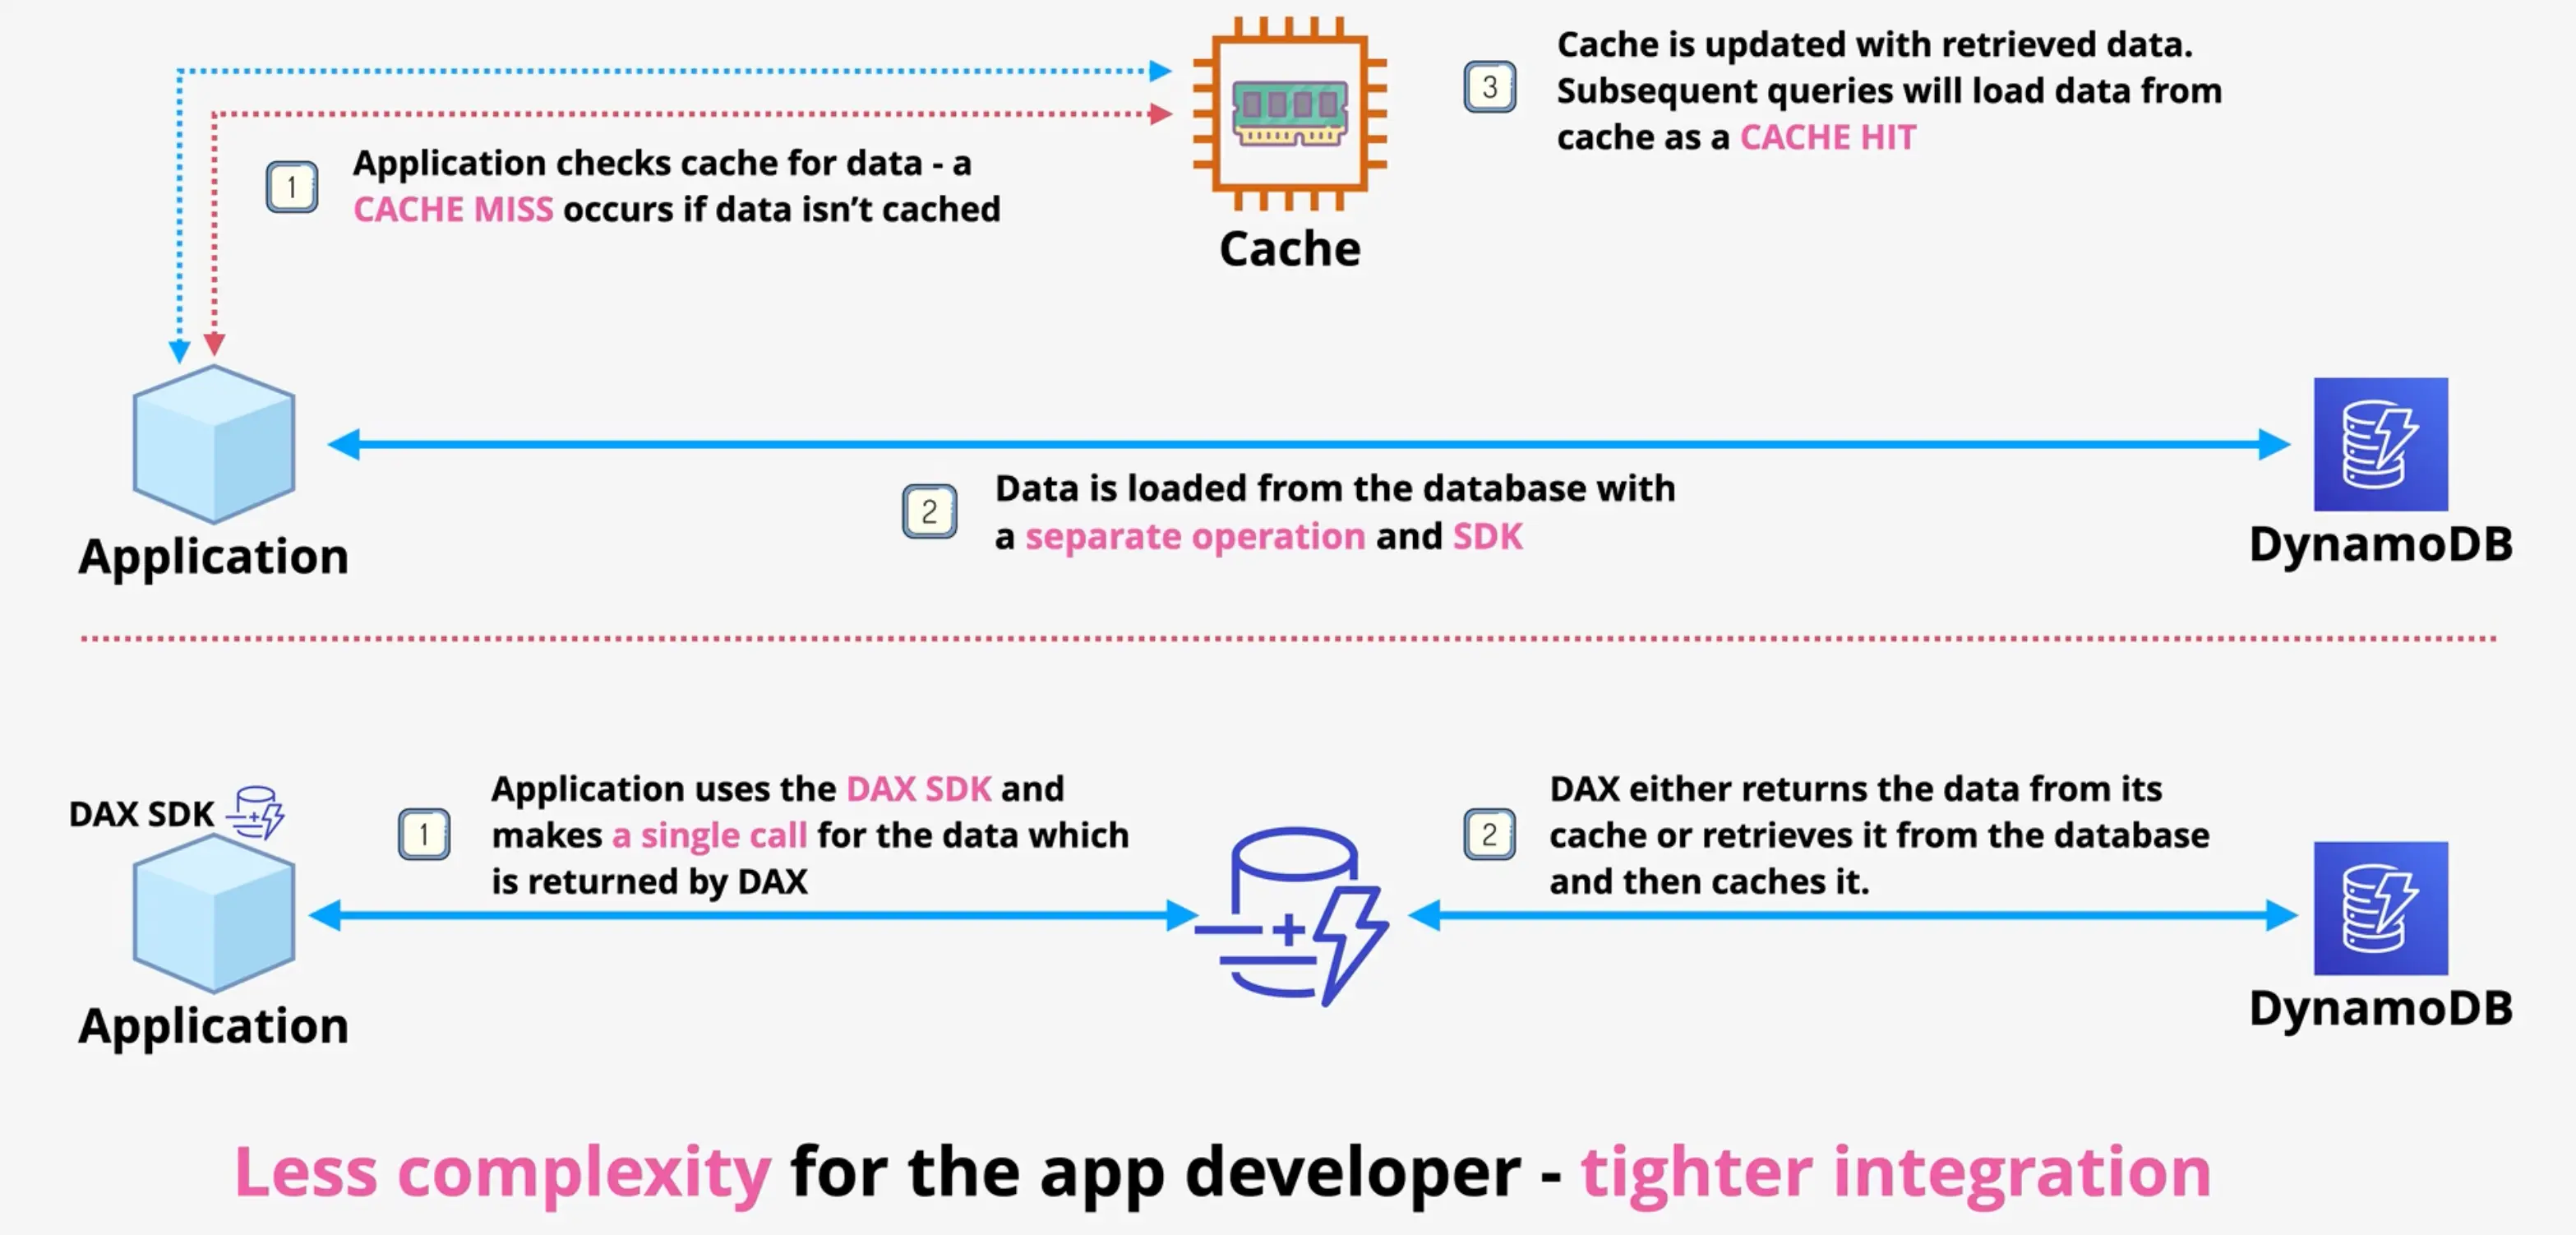 Cache is updated with retrieved data.
Subsequent queries will load data from
cache as a CACHE HIT
3
1
Application checks cache for data - a
CACHE MISS occurs if data isn’t cached
Cache
2
Data is loaded from the database with
a separate operation and SDK
Application
DynamoDB
DAX SDK
1
Application uses the DAX SDK and
makes a single call for the data which
is returned by DAX
2
DAX either returns the data from its
cache or retrieves it from the database
and then caches it.
Application
DynamoDB
Less complexity for the app developer - tighter integration